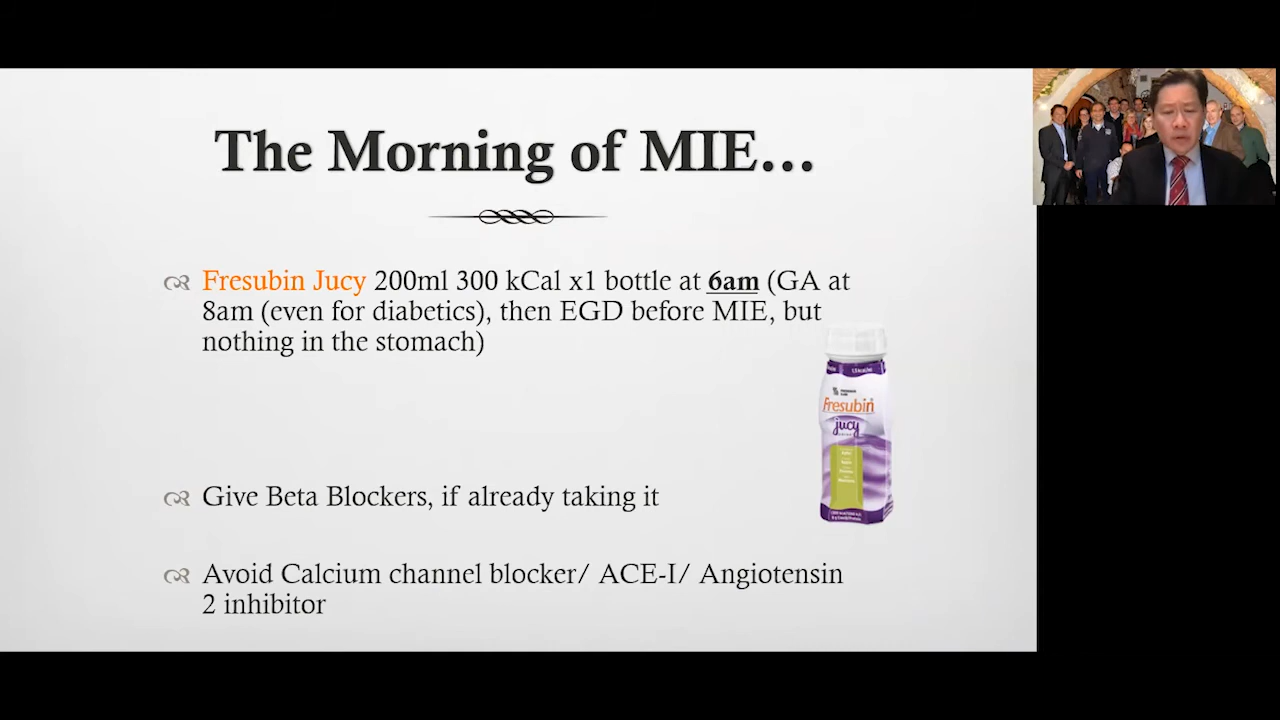 The Morning of MIE...
Fresubin Jucy 200ml 300 kCal x1 bottle at 6am (GA at
8am (even for diabetics), then EGD before MIE, but
nothing in the stomach)
Fresubin
jucy
Give Beta Blockers, if already taking it
Avoid Calcium channel blocker/ ACE-I/ Angiotensin
2 inhibitor